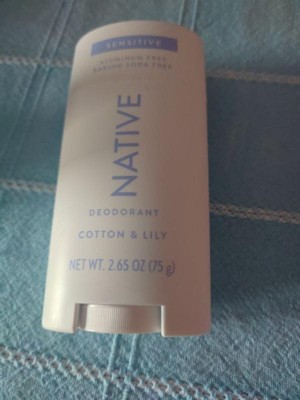 SENSITIVE
ALUMINUM FREE
BAKING SODA FREE
NATIVE
DEODORANT
COTTON & LILY
NET WT. 2.65 OZ (75 g)